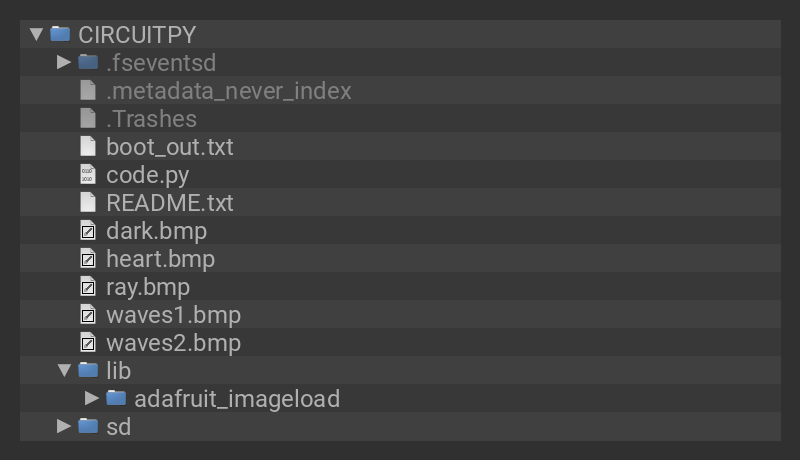 CIRCUITPY
.fseventsd
.metadata_never_index
.Trashes
boot_out.txt
code.py
README.txt
dark.bmp
heart.bmp
ray.bmp
waves1.bmp
waves2.bmp
lib
adafruit_imageload
sd